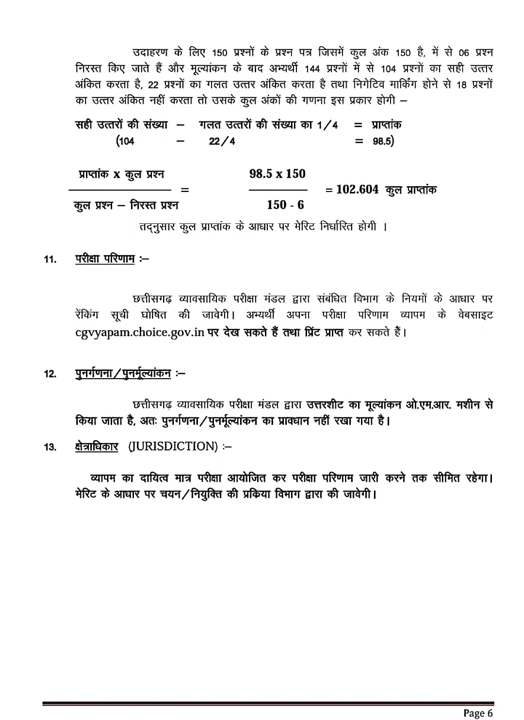 उदाहरण के लिए 150 प्रश्नों के प्रश्न पत्र जिसमें कुल अंक 150 है, में से 06 प्रश्न
निरस्त किए जाते हैं और मूल्यांकन के बाद अभ्यर्थी 144 प्रश्नों में से 104 प्रश्नों का सही उत्तर
अंकित करता है, 22 प्रश्नों का गलत उत्तर अंकित करता है तथा निगेटिव मार्किंग होने से 18 प्रश्नों
का उत्तर अंकित नहीं करता तो उसके कुल अंकों की गणना इस प्रकार होगी –
सही उत्तरों की संख्या – गलत उत्तरों की संख्या का 1/4 = प्राप्तांक
(104 – 22/4 = 98.5)
प्राप्तांक x कुल प्रश्न 98.5 x 150
= = 102.604 कुल प्राप्तांक
कुल प्रश्न – निरस्त प्रश्न 150 - 6
तद्नुसार कुल प्राप्तांक के आधार पर मेरिट निर्धारित होगी ।
11. परीक्षा परिणाम :–
छत्तीसगढ़ व्यावसायिक परीक्षा मंडल द्वारा संबंधित विभाग के नियमों के आधार पर
रेंकिंग सूची घोषित की जावेगी। अभ्यर्थी अपना परीक्षा परिणाम व्यापम के वेबसाइट
cgvyapam.choice.gov.in पर देख सकते हैं तथा प्रिंट प्राप्त कर सकते हैं।
12. पुनर्गणना/पुनर्मूल्यांकन :–
छत्तीसगढ व्यावसायिक परीक्षा मंडल द्वारा उत्तरशीट का मूल्यांकन ओ.एम.आर. मशीन से
किया जाता है, अतः पुनर्गणना/पुनर्मूल्यांकन का प्रावधान नहीं रखा गया है।
13. क्षेत्राधिकार (JURISDICTION) :–
व्यापम का दायित्व मात्र परीक्षा आयोजित कर परीक्षा परिणाम जारी करने तक सीमित रहेगा।
मेरिट के आधार पर चयन/नियुक्ति की प्रकिया विभाग द्वारा की जावेगी।
Page 6